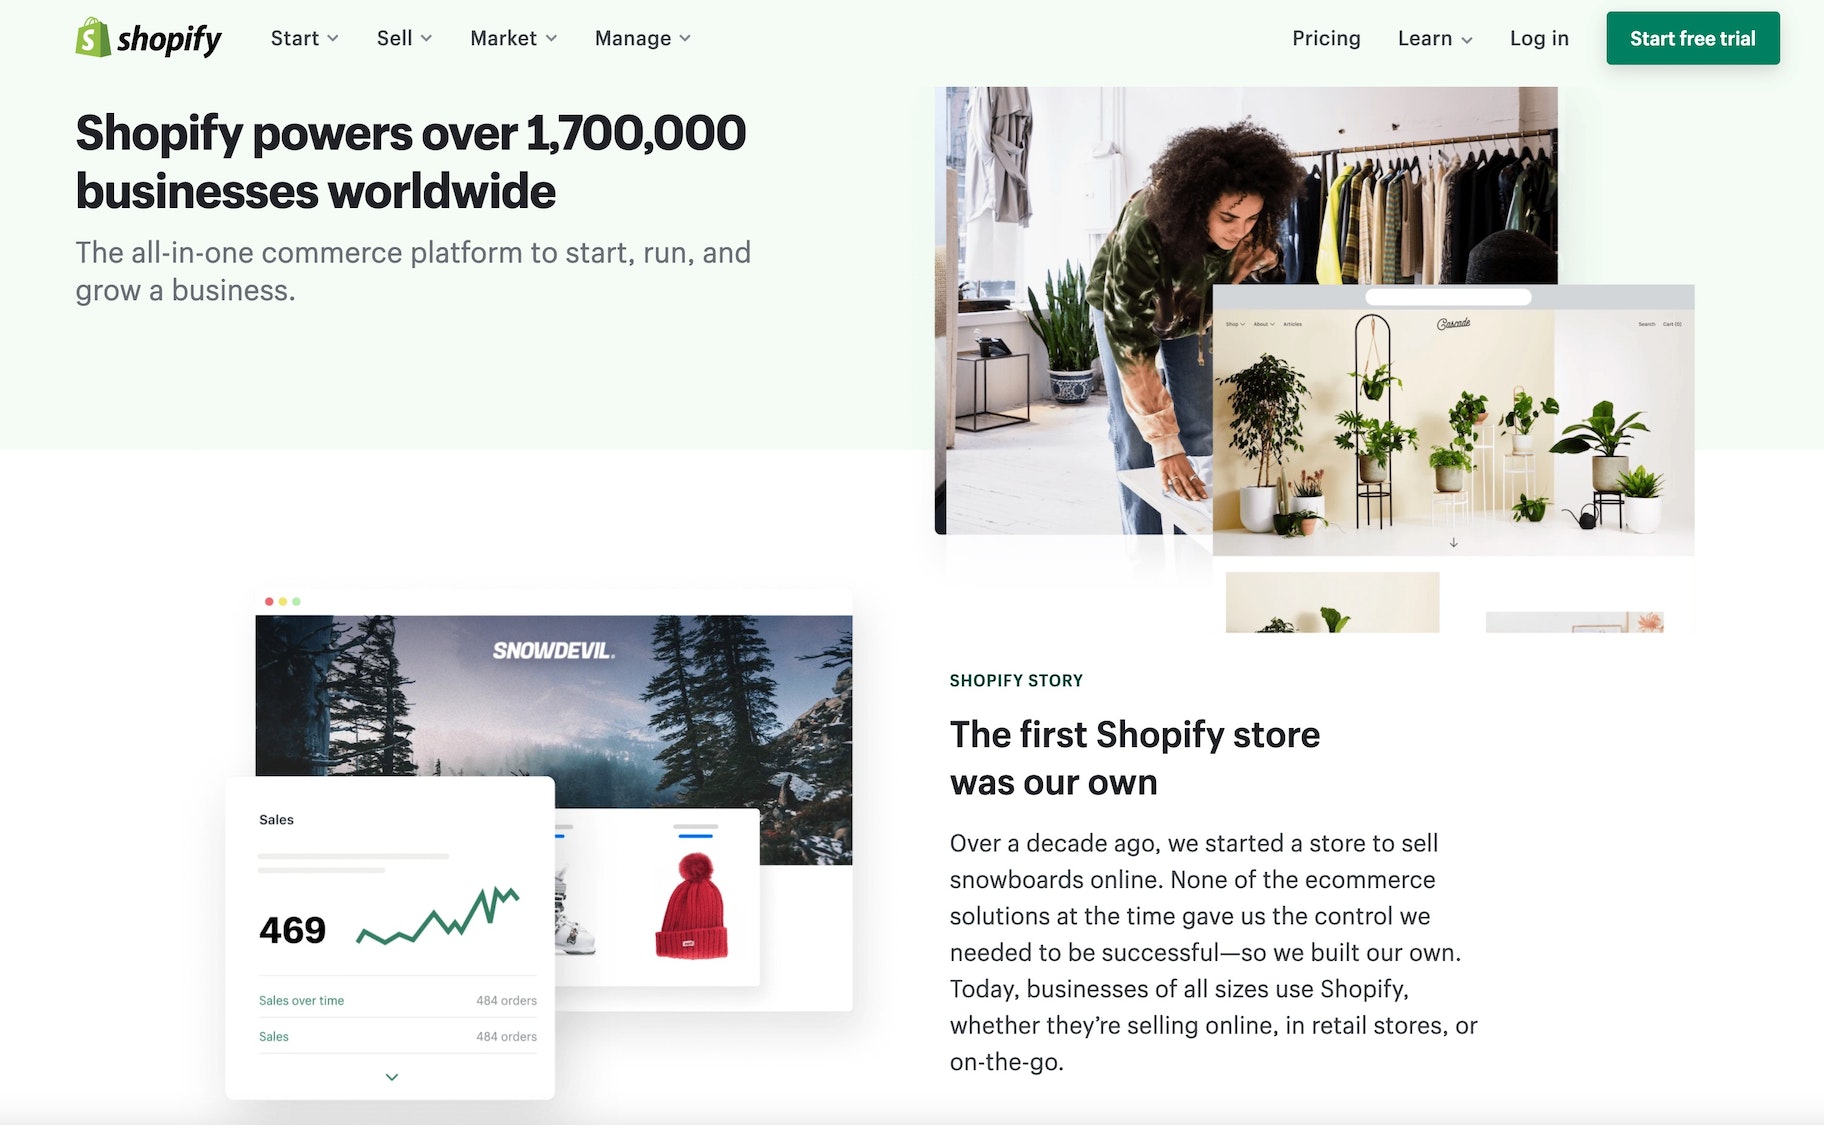 shopify
Start
Sell
Market
Manage
Pricing
Learn
Log in
Start free trial
Shopify powers over 1,700,000
businesses worldwide
The all-in-one commerce platform to start, run, and
grow a business.
Shop
About
Articles
Cascade
Search
Cart (0)
SNOWDEVIL.
Sales
469
Sales over time
484 orders
Sales
484 orders
SHOPIFY STORY
The first Shopify store
was our own
Over a decade ago, we started a store to sell
snowboards online. None of the ecommerce
solutions at the time gave us the control we
needed to be successful—so we built our own.
Today, businesses of all sizes use Shopify,
whether they’re selling online, in retail stores, or
on-the-go.